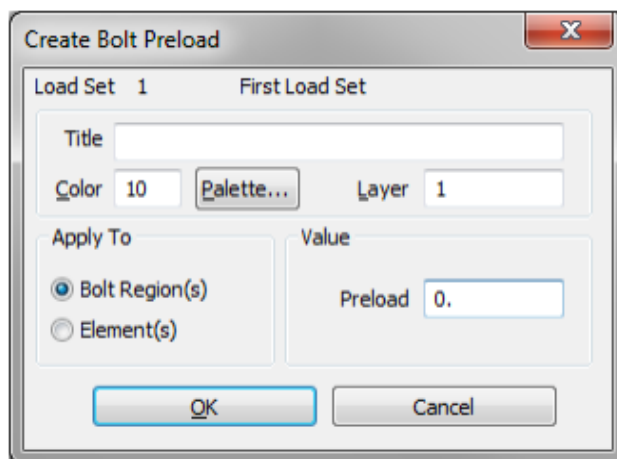 Create Bolt Preload
Load Set 1 First Load Set
Title
Color 10 Palette... Layer 1
Apply To Value
Bolt Region(s)
Preload 0.
Element(s)
OK Cancel